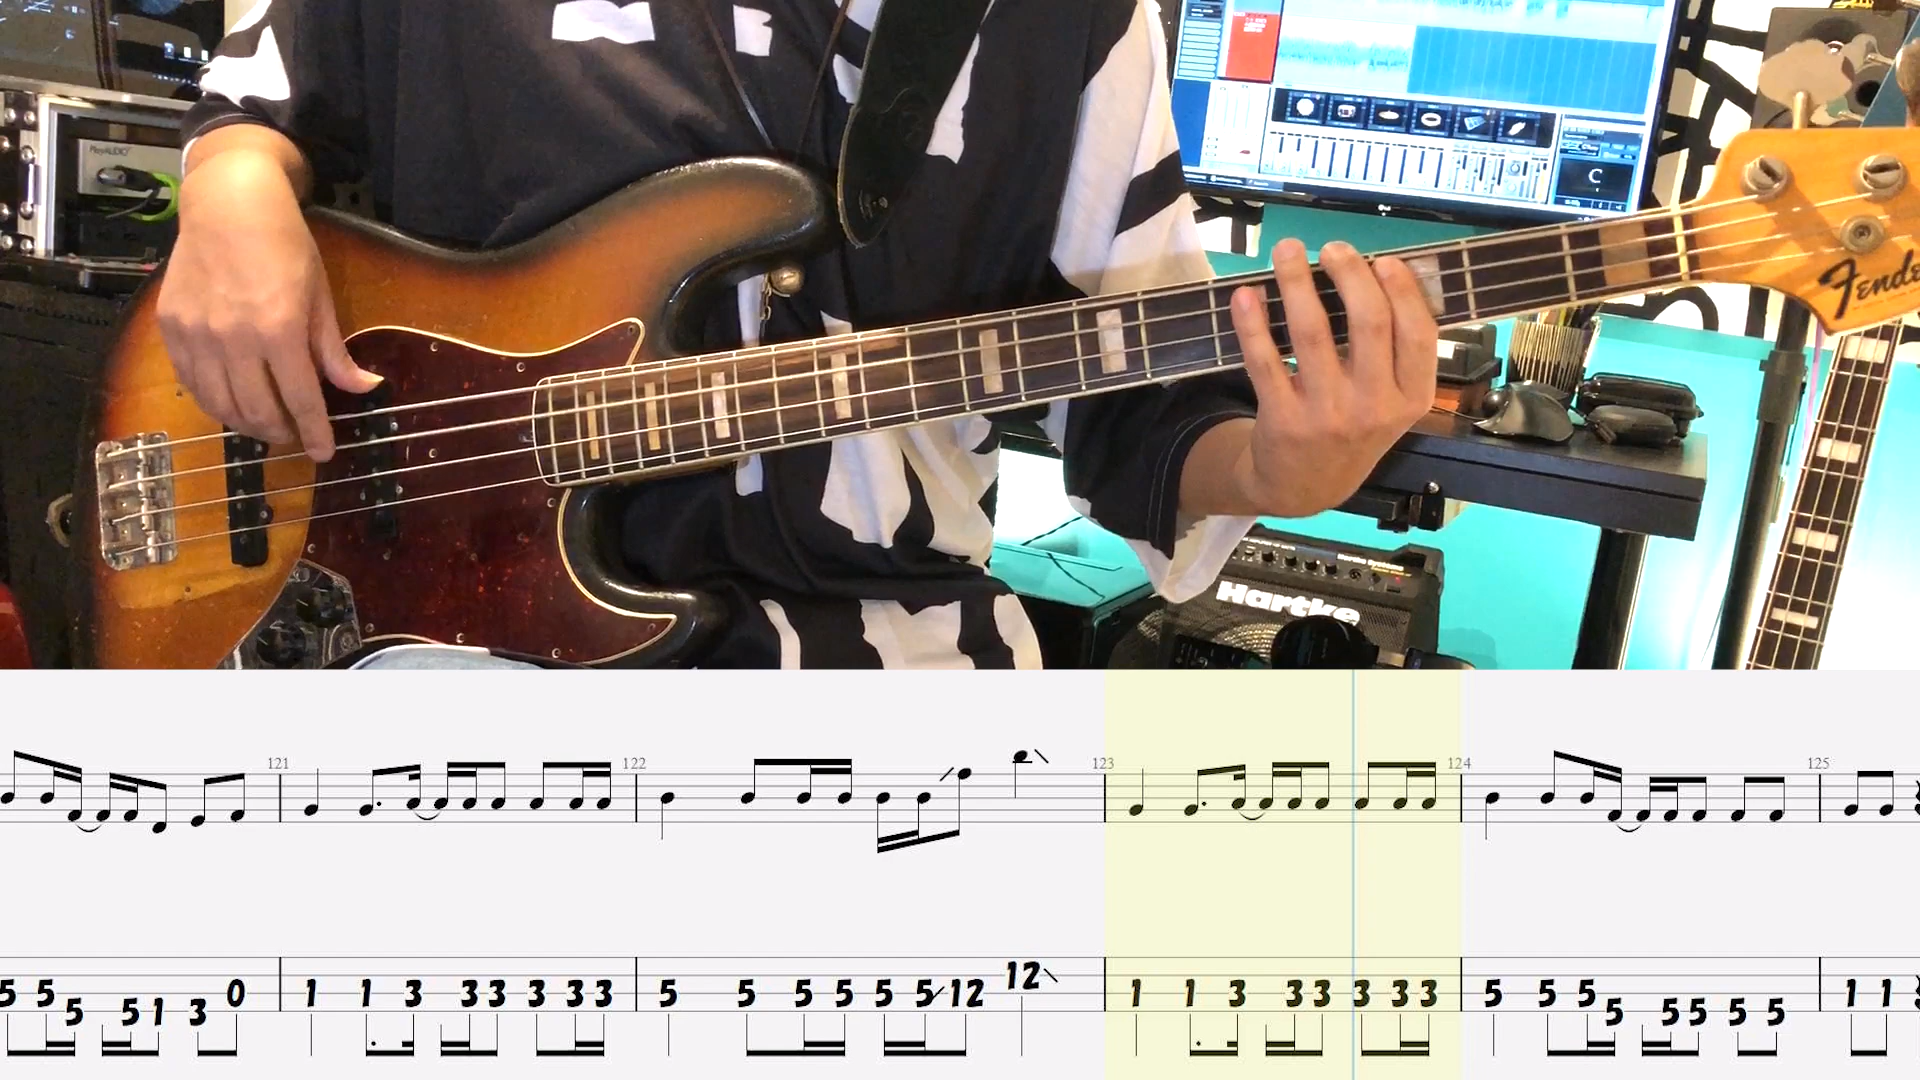 PlayAUDIO
C
Fende
Hartke
121
122
123
124
125
5 5 5 5 1 3 0
1 1 3 3 3 3 3 3
5 5 5 5 5 5 12 12
1 1 3 3 3 3 3 3
5 5 5 5 5 5 5 5
1 1